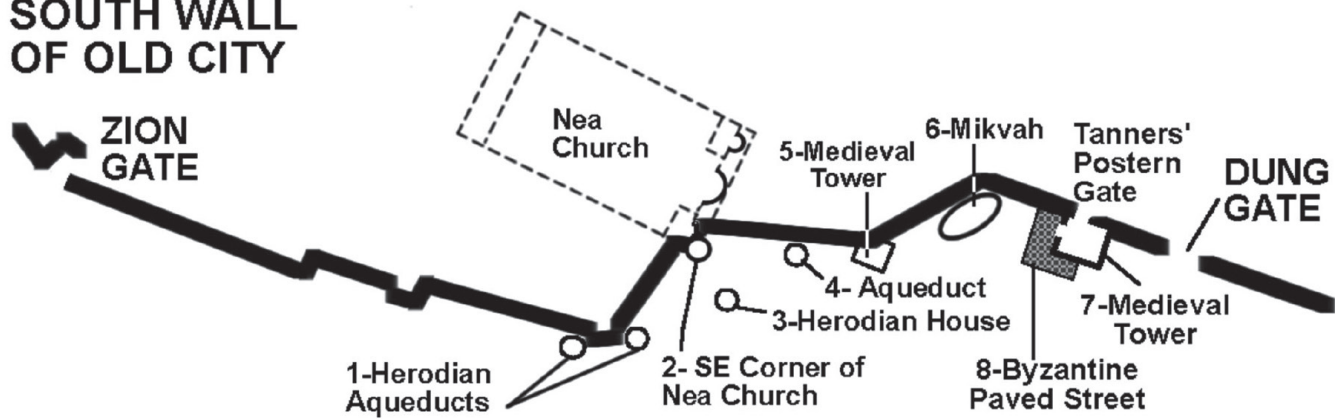 SOUTH WALL
OF OLD CITY
ZION
GATE
Nea
Church
5-Medieval
Tower
6-Mikvah
Tanners'
Postern
Gate
DUNG
GATE
4- Aqueduct
3-Herodian House
7-Medieval
Tower
1-Herodian
Aqueducts
2- SE Corner of
Nea Church
8-Byzantine
Paved Street